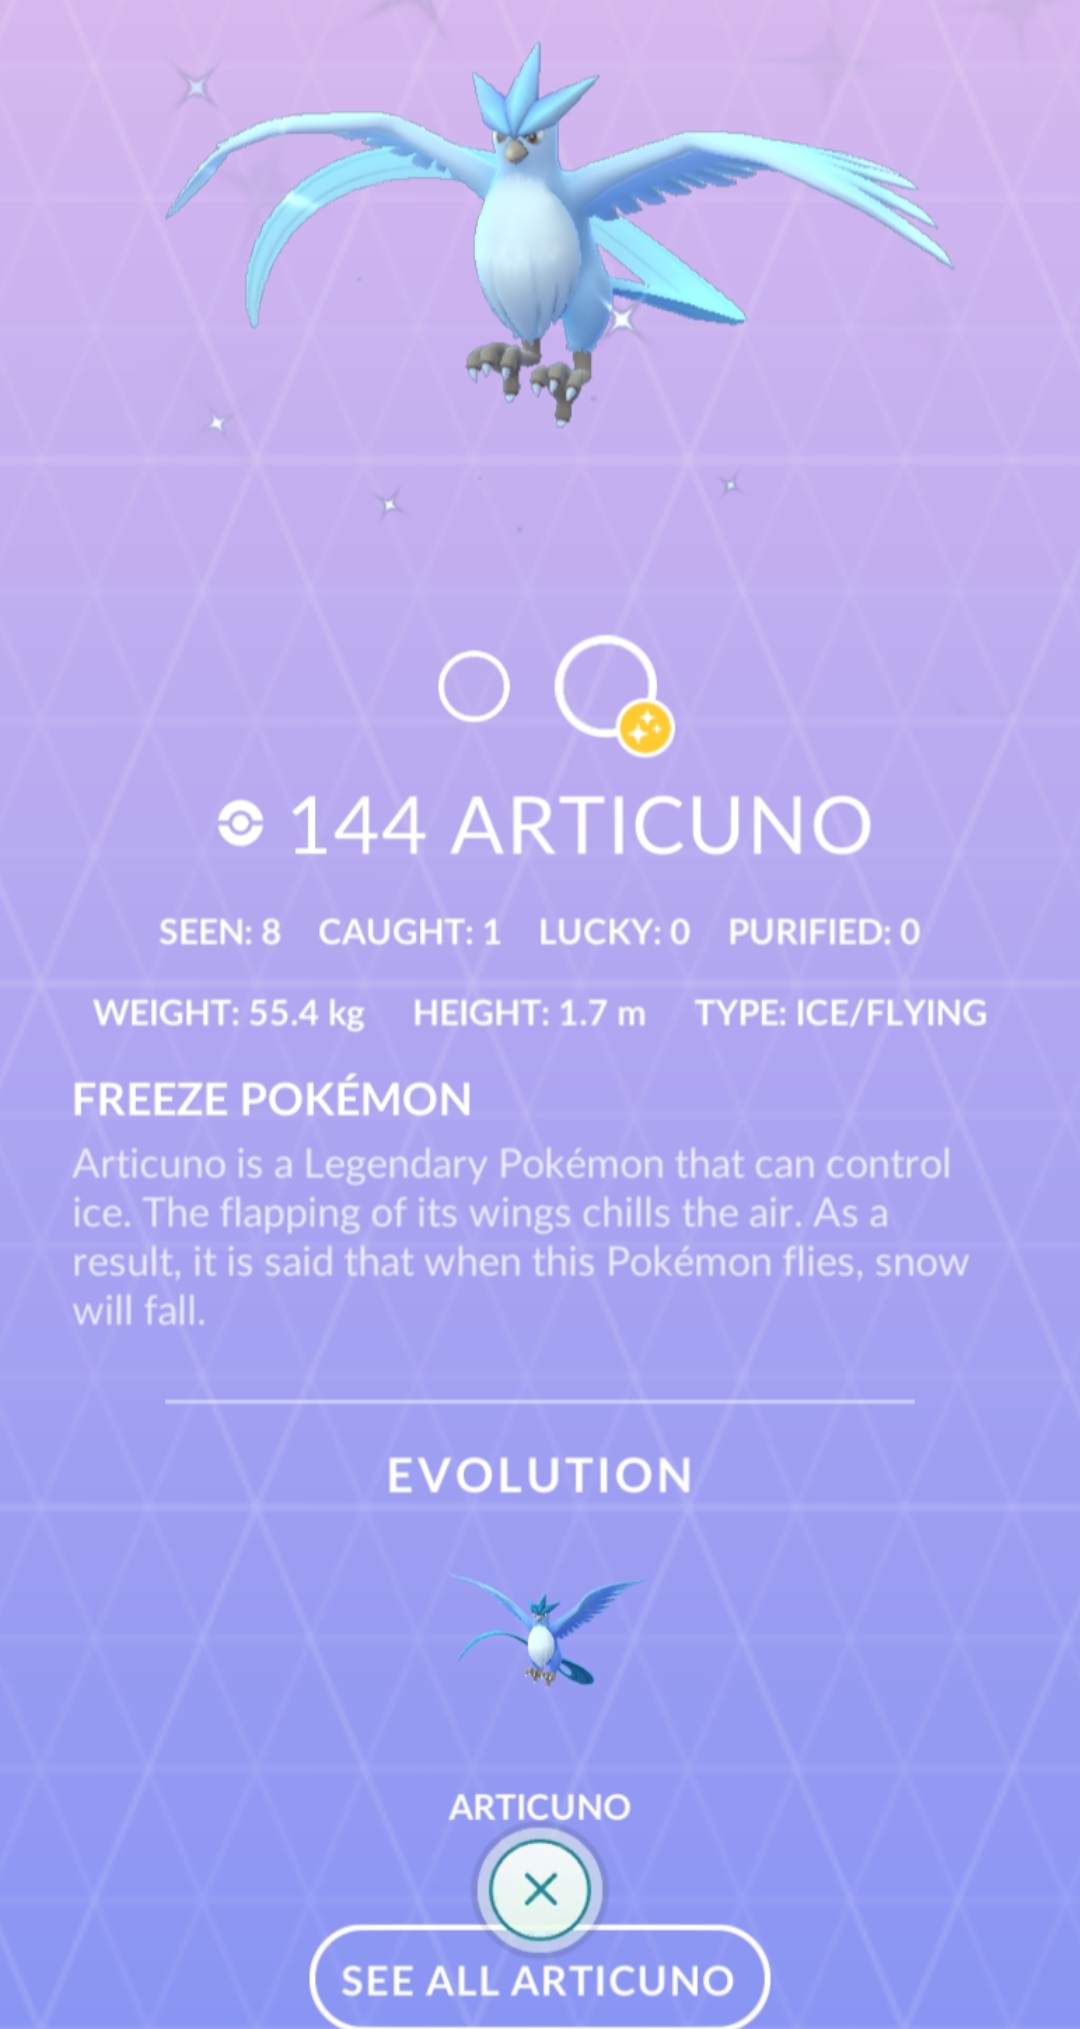 144 ARTICUNO
SEEN: 8 CAUGHT: 1 LUCKY: 0 PURIFIED: 0
WEIGHT: 55.4 kg HEIGHT: 1.7 m TYPE: ICE/FLYING
FREEZE POKÉMON
Articuno is a Legendary Pokémon that can control
ice. The flapping of its wings chills the air. As a
result, it is said that when this Pokémon flies, snow
will fall.
EVOLUTION
ARTICUNO
SEE ALL ARTICUNO